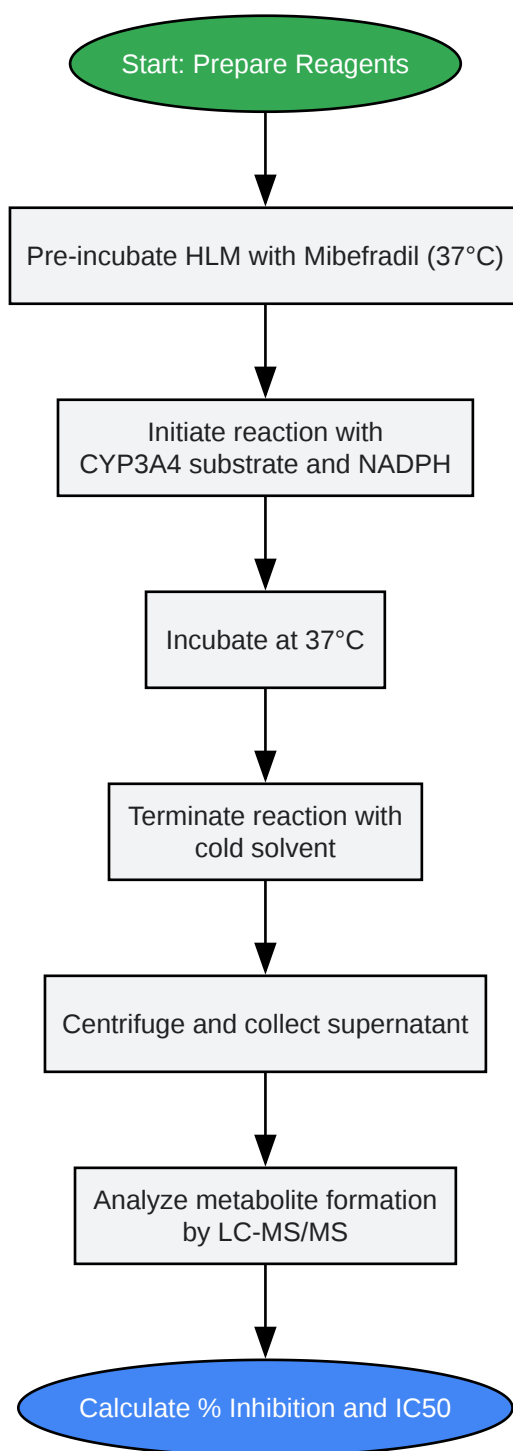 Start: Prepare Reagents
Pre-incubate HLM with Mibefradil (37°C)
Initiate reaction with
CYP3A4 substrate and NADPH
Incubate at 37°C
Terminate reaction with
cold solvent
Centrifuge and collect supernatant
Analyze metabolite formation
by LC-MS/MS
Calculate % Inhibition and IC50